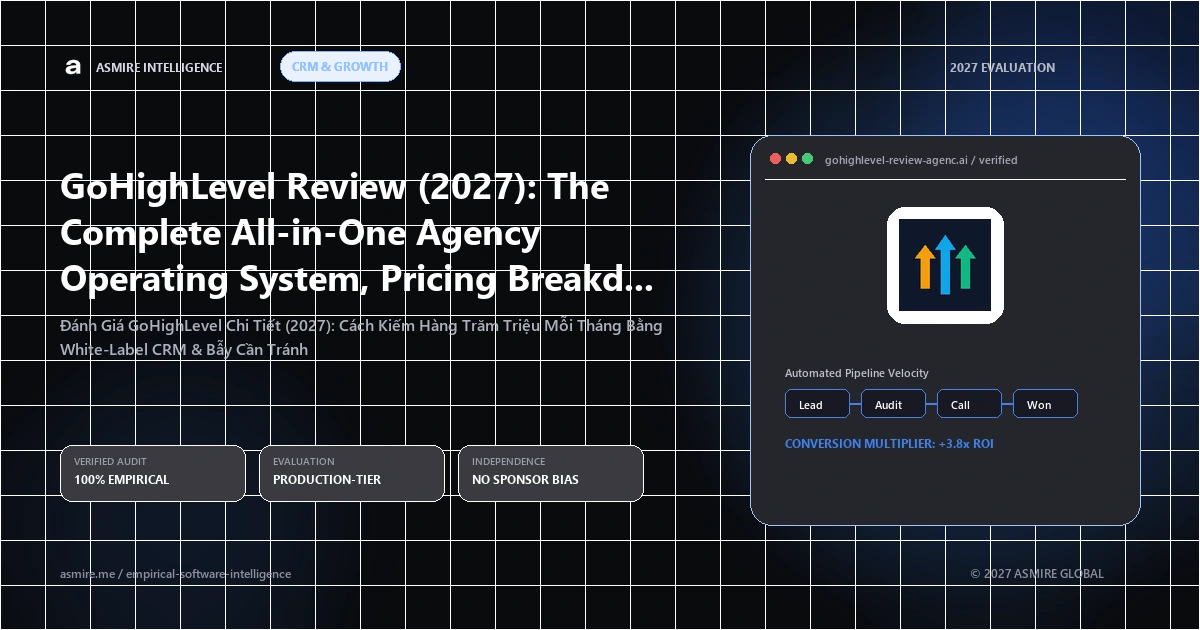 a ASMIRE INTELLIGENCE
CRM & GROWTH
2027 EVALUATION
GoHighLevel Review (2027): The
Complete All-in-One Agency
Operating System, Pricing Breakd...
Đánh Giá GoHighLevel Chi Tiết (2027): Cách Kiếm Hàng Trăm Triệu Mỗi Tháng Bằng
White-Label CRM & Bẫy Cần Tránh
VERIFIED AUDIT
100% EMPIRICAL
EVALUATION
PRODUCTION-TIER
INDEPENDENCE
NO SPONSOR BIAS
gohighlevel-review-agenc.ai / verified
Automated Pipeline Velocity
Lead
Audit
Call
Won
CONVERSION MULTIPLIER: +3.8x ROI
asmire.me / empirical-software-intelligence
© 2027 ASMIRE GLOBAL